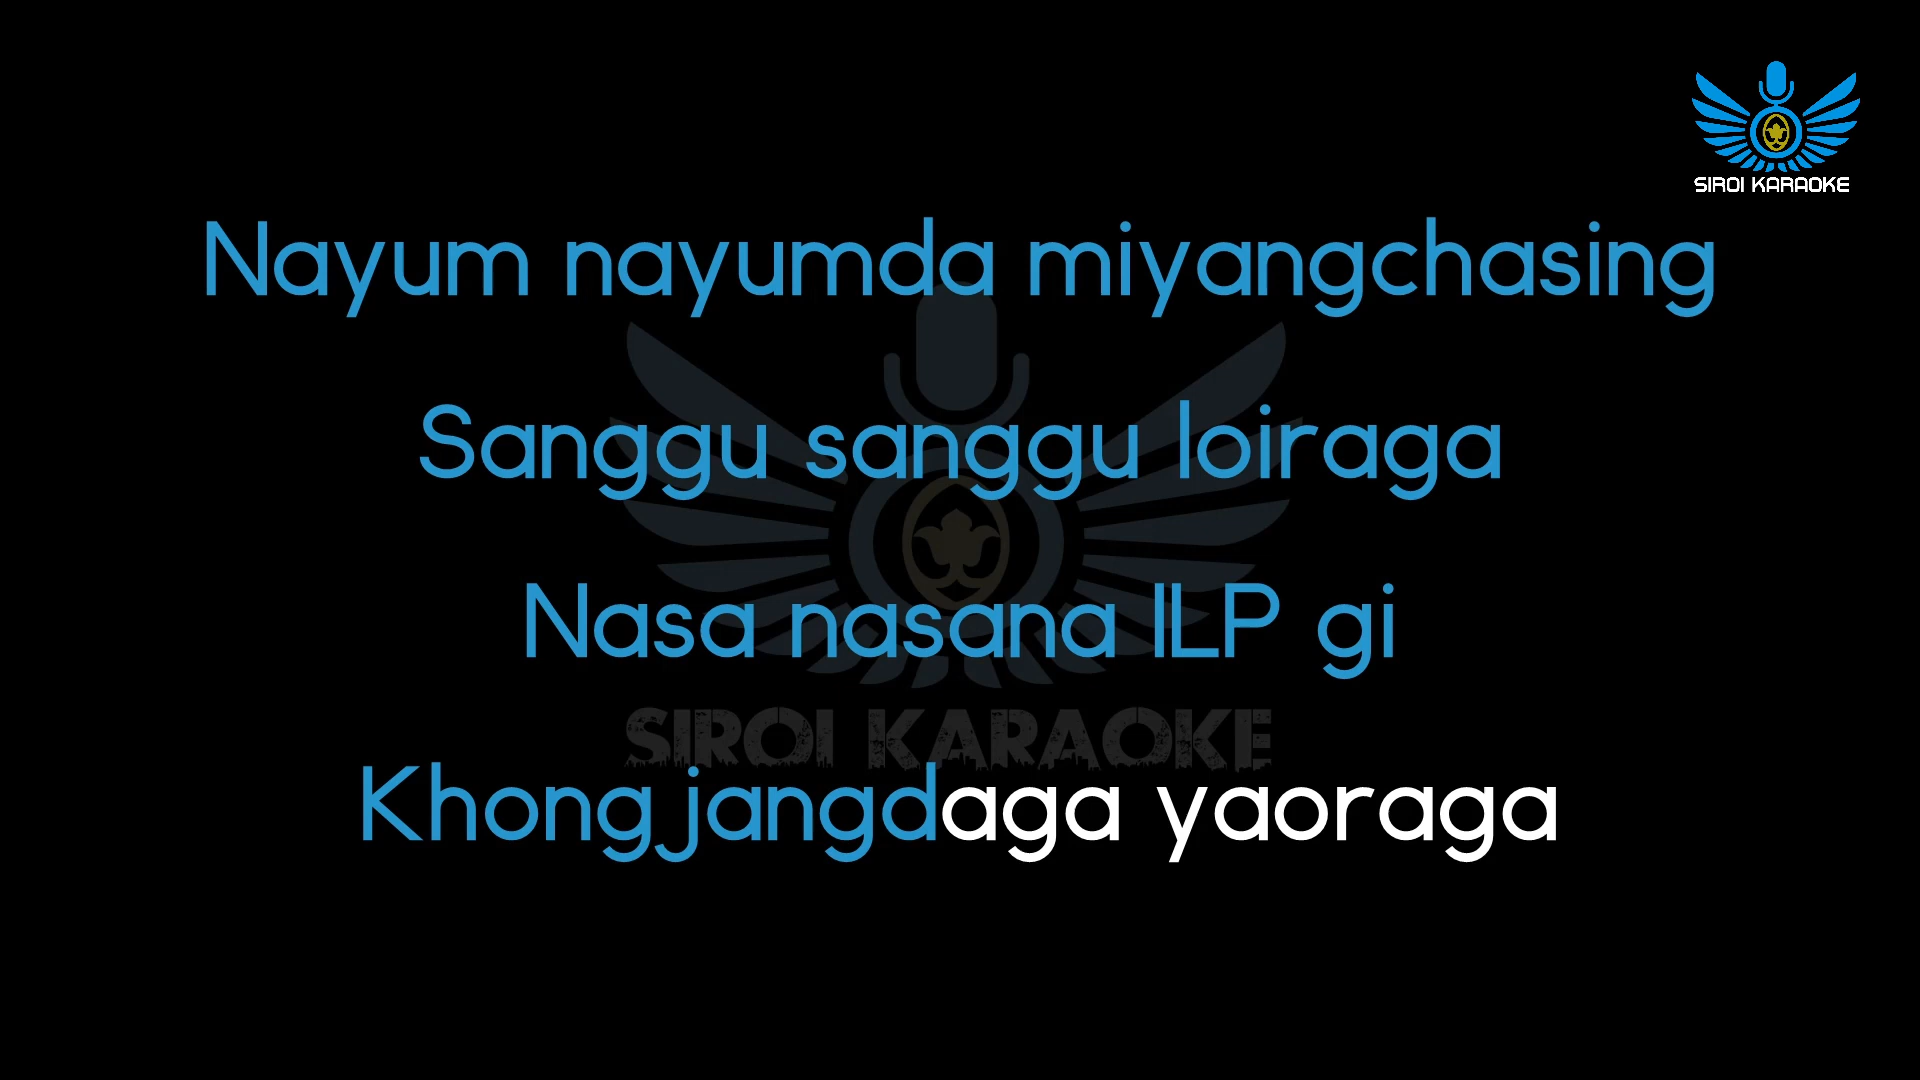 SIROI KARAOKE
Nayum nayumda miyangchasing
Sanggu sanggu loiraga
Nasa nasana ILP gi
SIROI KARAOKE
Khongjangdaga yaoraga